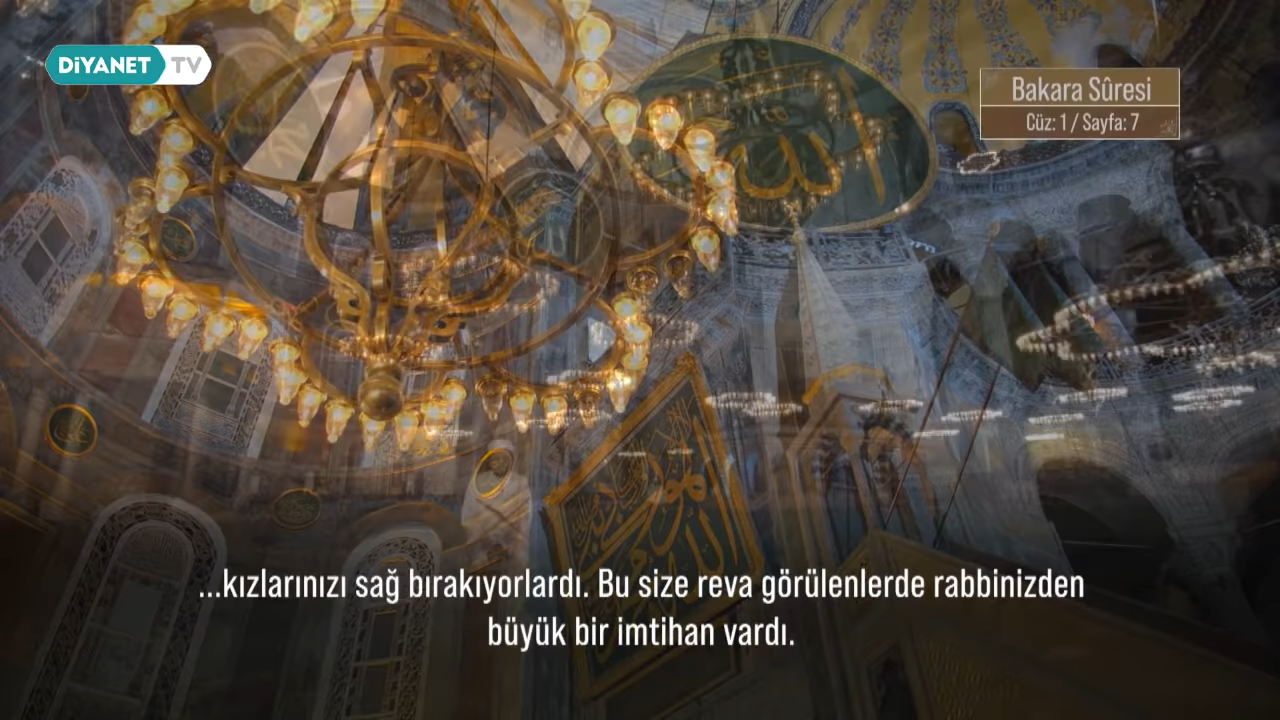 DİYANET TV
Bakara Sûresi
Cüz: 1 / Sayfa: 7
الله
...kızlarınızı sağ bırakıyorlardı. Bu size reva görülenlerde rabbinizden
büyük bir imtihan vardı.